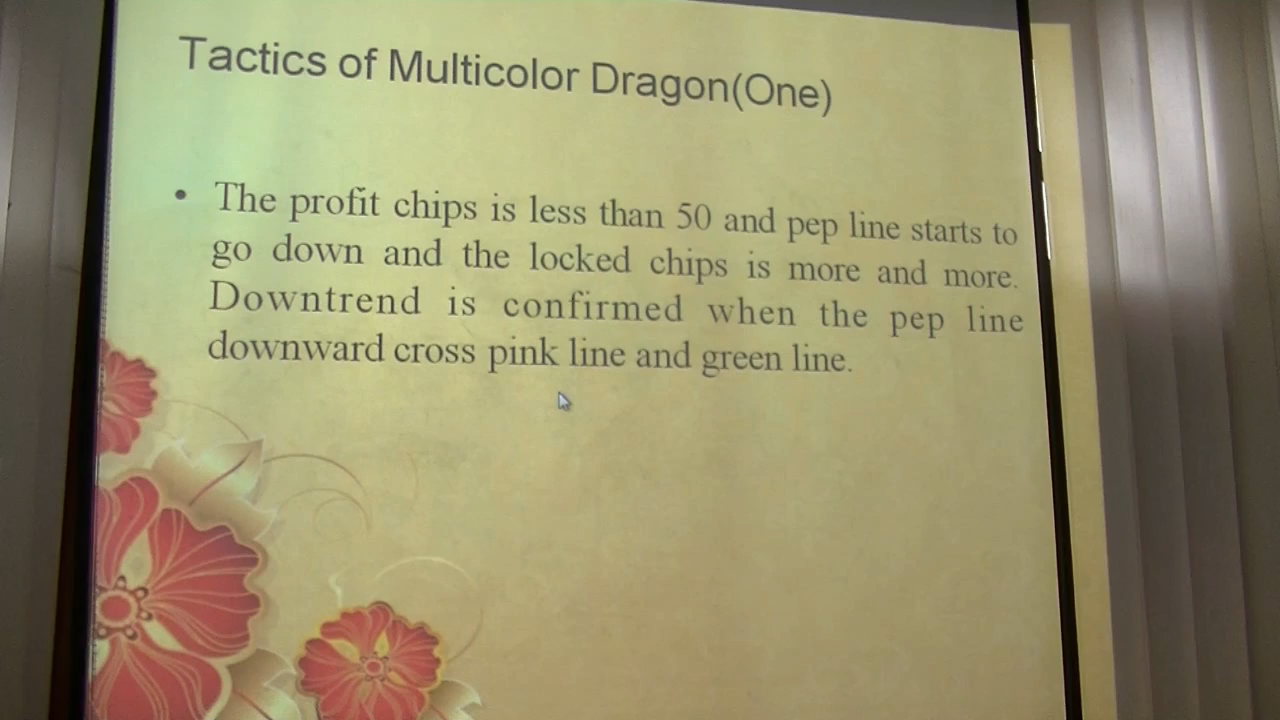 Tactics of Multicolor Dragon(One)
• The profit chips is less than 50 and pep line starts to
go down and the locked chips is more and more.
Downtrend is confirmed when the pep line
downward cross pink line and green line.